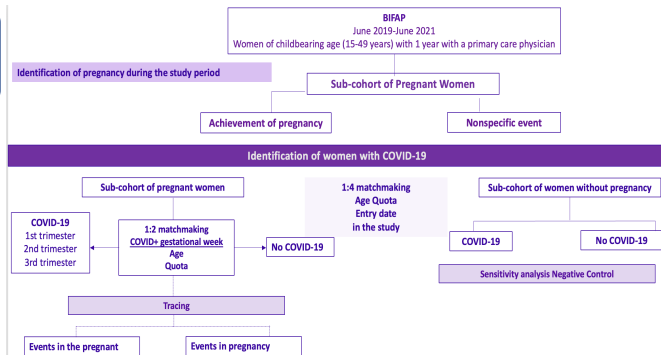 BIFAP
June 2019-June 2021
Women of childbearing age (15-49 years) with 1 year with a primary care physician
Identification of pregnancy during the study period
Sub-cohort of Pregnant Women
Achievement of pregnancy
Nonspecific event
Identification of women with COVID-19
Sub-cohort of pregnant women
1:4 matchmaking
Age Quota
Entry date
in the study
Sub-cohort of women without pregnancy
COVID-19
1st trimester
2nd trimester
3rd trimester
1:2 matchmaking
COVID+ gestational week
Age
Quota
No COVID-19
COVID-19
No COVID-19
Sensitivity analysis Negative Control
Tracing
Events in the pregnant
Events in pregnancy